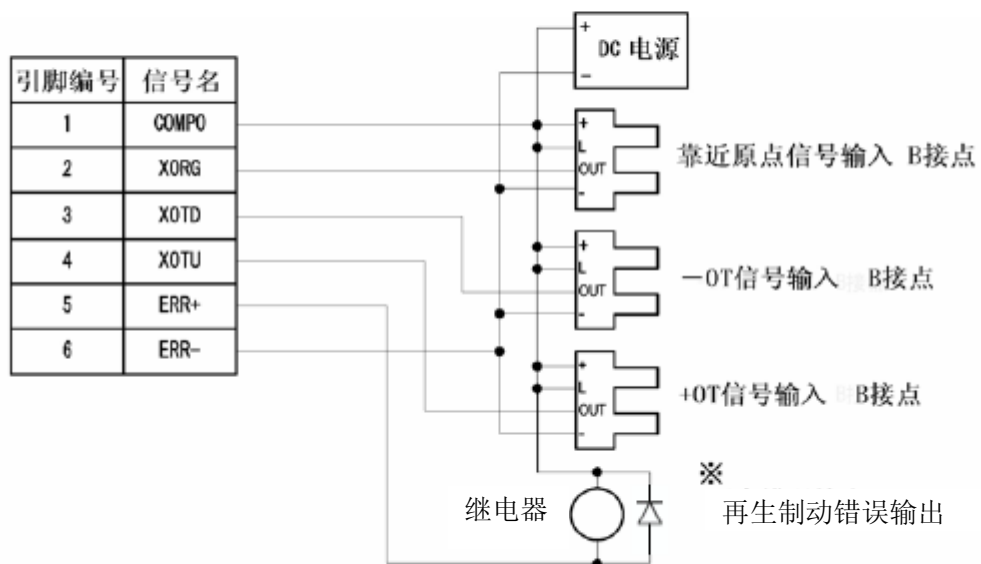 +
DC 电源
-
引脚编号 信号名
1 COMPO
2 XORG
3 XOTD
4 XOTU
5 ERR+
6 ERR-
+
L
OUT
-
靠近原点信号输入 B接点
+
L
OUT
-
-OT信号输入 B接点
+
L
OUT
-
+OT信号输入 B接点
※
继电器
再生制动错误输出